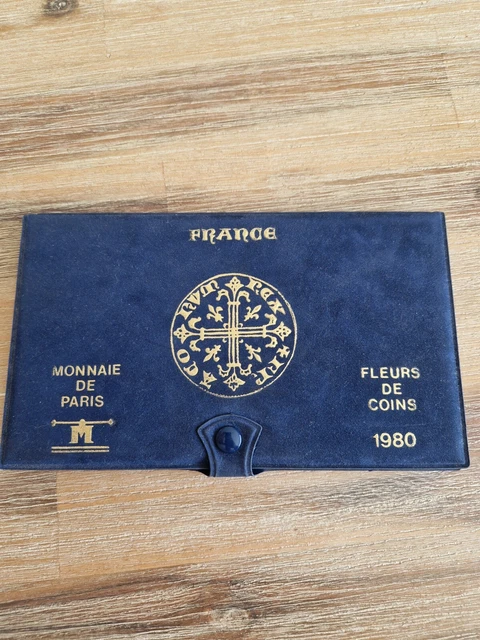 FRANCE
MONNAIE
DE
PARIS
M
FLEURS
DE
COINS
1980